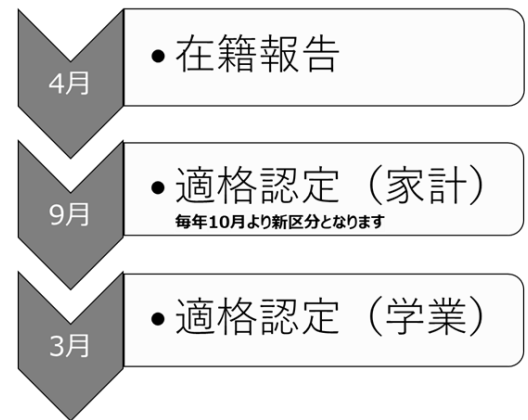 4月
• 在籍報告
9月
• 適格認定（家計）
毎年10月より新区分となります
3月
• 適格認定（学業）